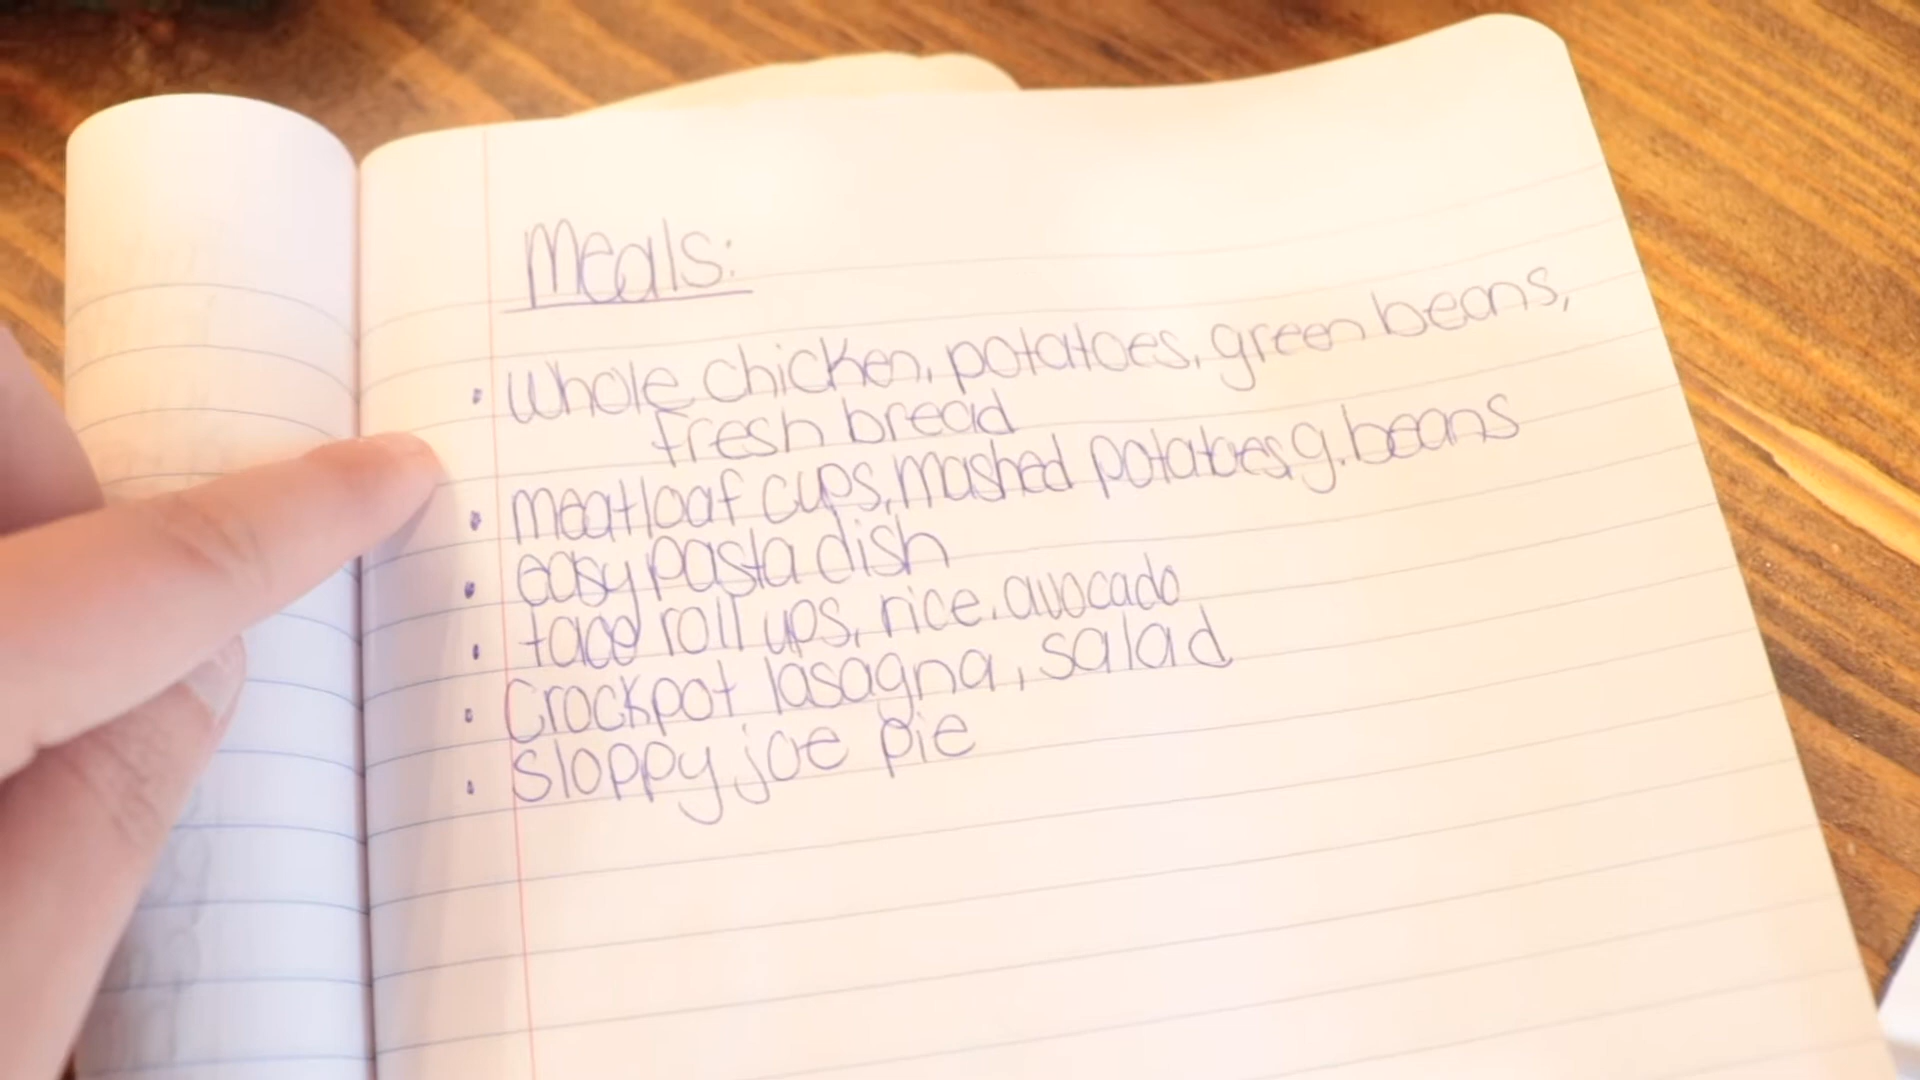 Meals:
• Whole chicken, potatoes, green beans,
fresh bread
• meatloaf cups, mashed potatoes, g. beans
• easy pasta dish
• taco roll ups, rice, avocado
• Crockpot lasagna, salad
• Sloppy joe pie